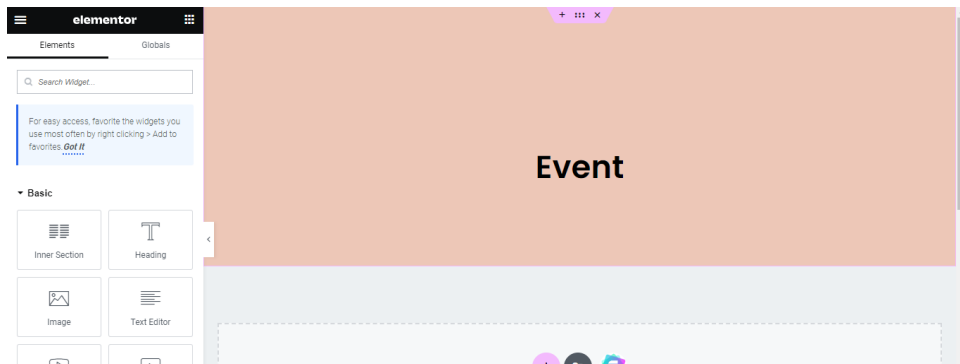 elementor
Elements Globals
Search Widget...
For easy access, favorite the widgets you
use most often by right clicking > Add to
favorites. Got It
Basic
Inner Section Heading
Image Text Editor
Event